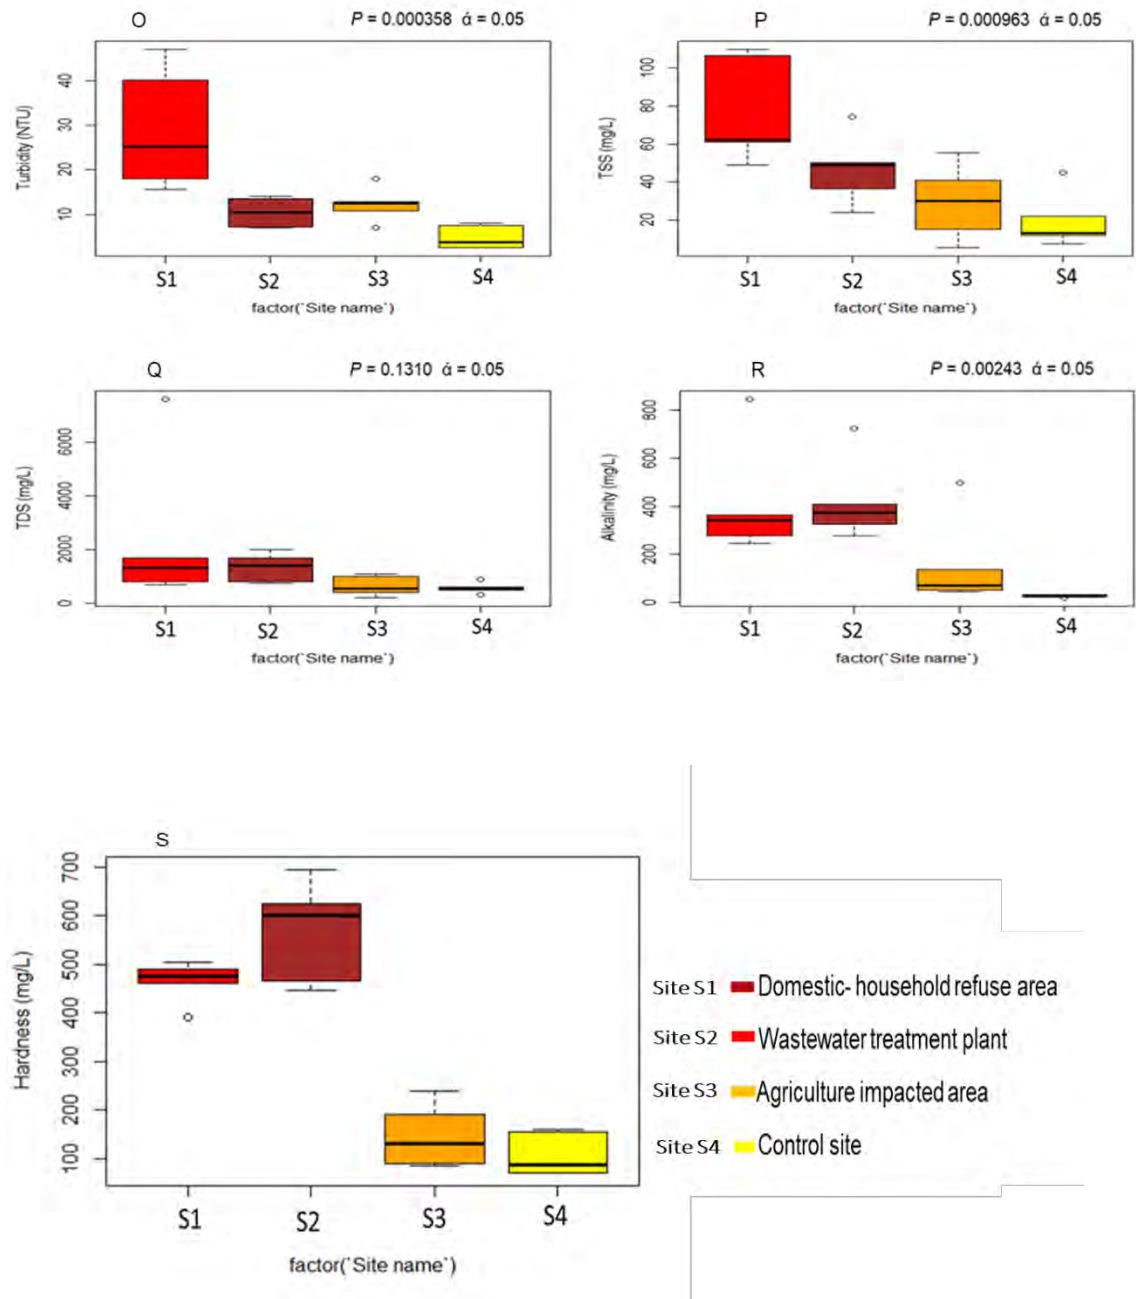 O
P = 0.000358 ά = 0.05
Turbidity (NTU)
40
30
20
10
S1
S2
S3
S4
factor(`Site name`)
P
P = 0.000963 ά = 0.05
TSS (mg/L)
100
80
60
40
20
S1
S2
S3
S4
factor(`Site name`)
Q
P = 0.1310 ά = 0.05
TDS (mg/L)
6000
4000
2000
0
S1
S2
S3
S4
factor(`Site name`)
R
P = 0.00243 ά = 0.05
Alkalinity (mg/L)
800
600
400
200
0
S1
S2
S3
S4
factor(`Site name`)
S
Hardness (mg/L)
700
600
500
400
300
200
100
S1
S2
S3
S4
factor(`Site name`)
Site S1 Domestic- household refuse area
Site S2 Wastewater treatment plant
Site S3 Agriculture impacted area
Site S4 Control site